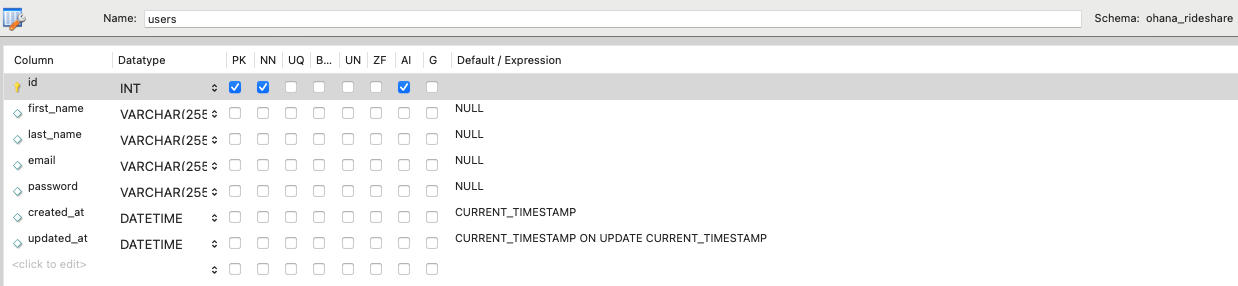 Name: users Schema: ohana_rideshare
Column Datatype PK NN UQ B... UN ZF AI G Default / Expression
id INT
first_name VARCHAR(255 NULL
last_name VARCHAR(255 NULL
email VARCHAR(255 NULL
password VARCHAR(255 NULL
created_at DATETIME CURRENT_TIMESTAMP
updated_at DATETIME CURRENT_TIMESTAMP ON UPDATE CURRENT_TIMESTAMP
<click to edit>